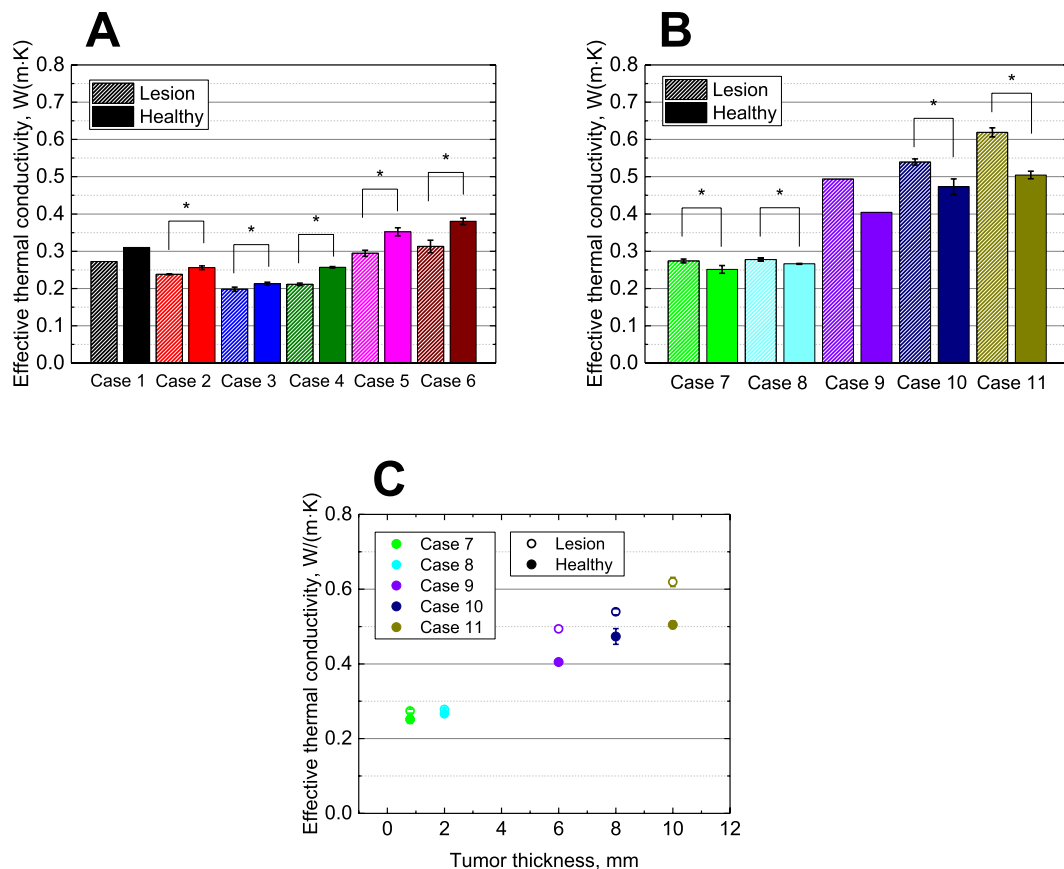 A
Effective thermal conductivity, W(m·K)
0.8
0.7
0.6
0.5
0.4
0.3
0.2
0.1
0.0
Lesion
Healthy
*
*
*
*
*
Case 1 Case 2 Case 3 Case 4 Case 5 Case 6
B
Effective thermal conductivity, W(m·K)
0.8
0.7
0.6
0.5
0.4
0.3
0.2
0.1
0.0
Lesion
Healthy
*
*
*
*
Case 7 Case 8 Case 9 Case 10 Case 11
C
Effective thermal conductivity, W/(m·K)
0.8
0.6
0.4
0.2
0.0
Case 7
Case 8
Case 9
Case 10
Case 11
Lesion
Healthy
0 2 4 6 8 10 12
Tumor thickness, mm